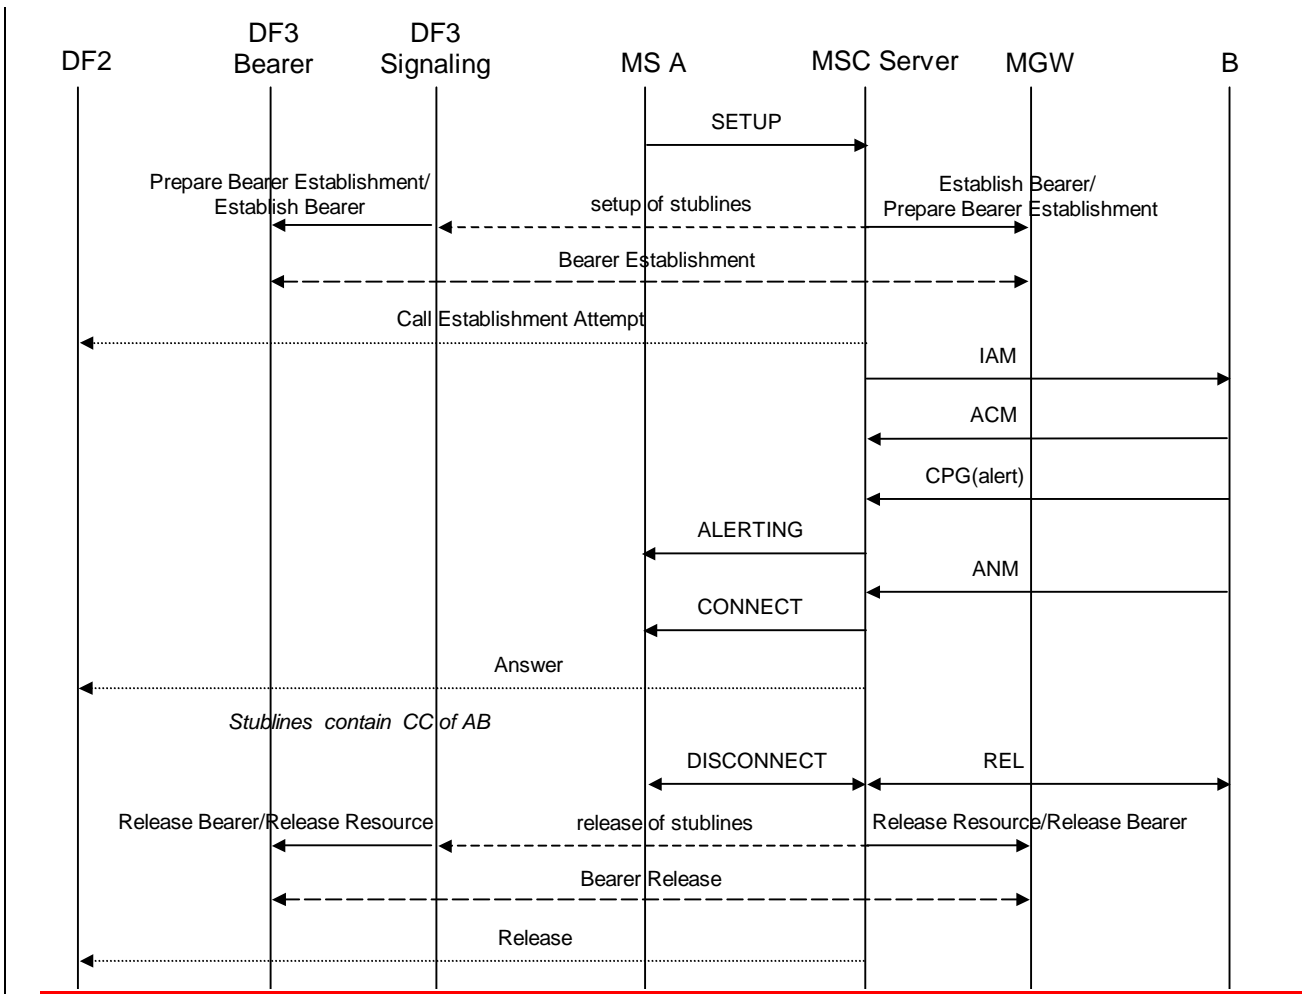 DF2
DF3
Bearer
DF3
Signaling
MS A
MSC Server
MGW
B
SETUP
Prepare Bearer Establishment/
Establish Bearer
setup of stublines
Establish Bearer/
Prepare Bearer Establishment
Bearer Establishment
Call Establishment Attempt
IAM
ACM
CPG(alert)
ALERTING
ANM
CONNECT
Answer
Stublines contain CC of AB
DISCONNECT
REL
Release Bearer/Release Resource
release of stublines
Release Resource/Release Bearer
Bearer Release
Release